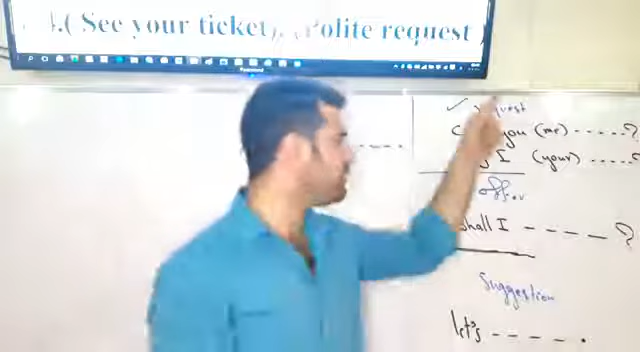 .( See your ticket). (Polite request)
✓ request
you (me) - - - - - ?
I (your) - - - - - ?
offer
shall I - - - - - ?
Suggestion
let's - - - - - .